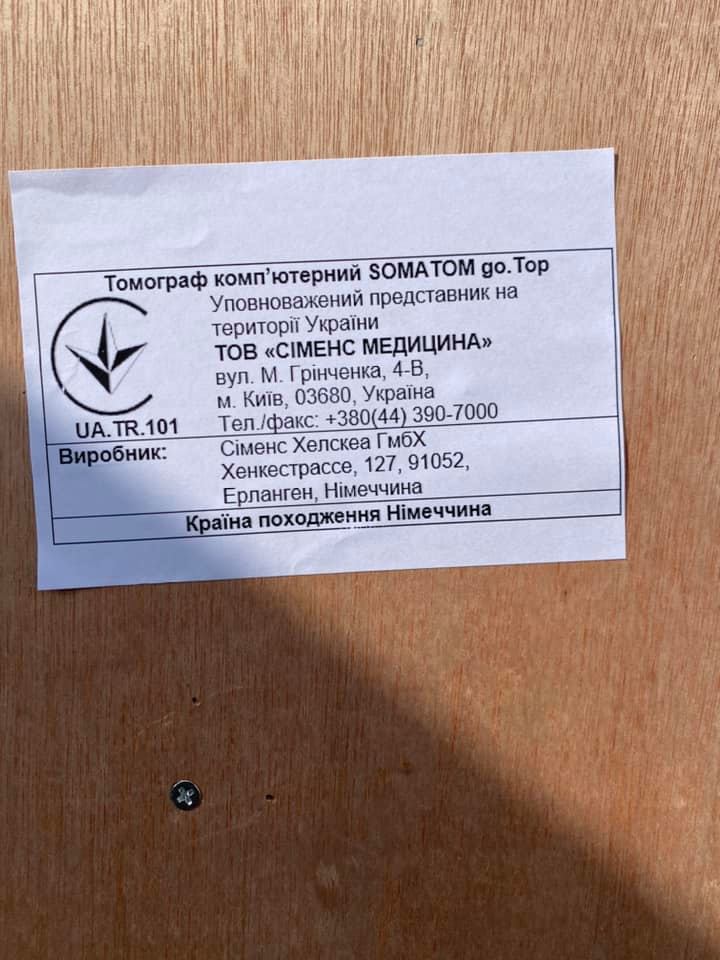 Томограф комп’ютерний SOMATOM go.Top
Уповноважений представник на
території України
ТОВ «СІМЕНС МЕДИЦИНА»
вул. М. Грінченка, 4-В,
м. Київ, 03680, Україна
Тел./факс: +380(44) 390-7000
UA.TR.101
Виробник:
Сіменс Хелскеа ГмбХ
Хенкестрассе, 127, 91052,
Ерланген, Німеччина
Країна походження Німеччина